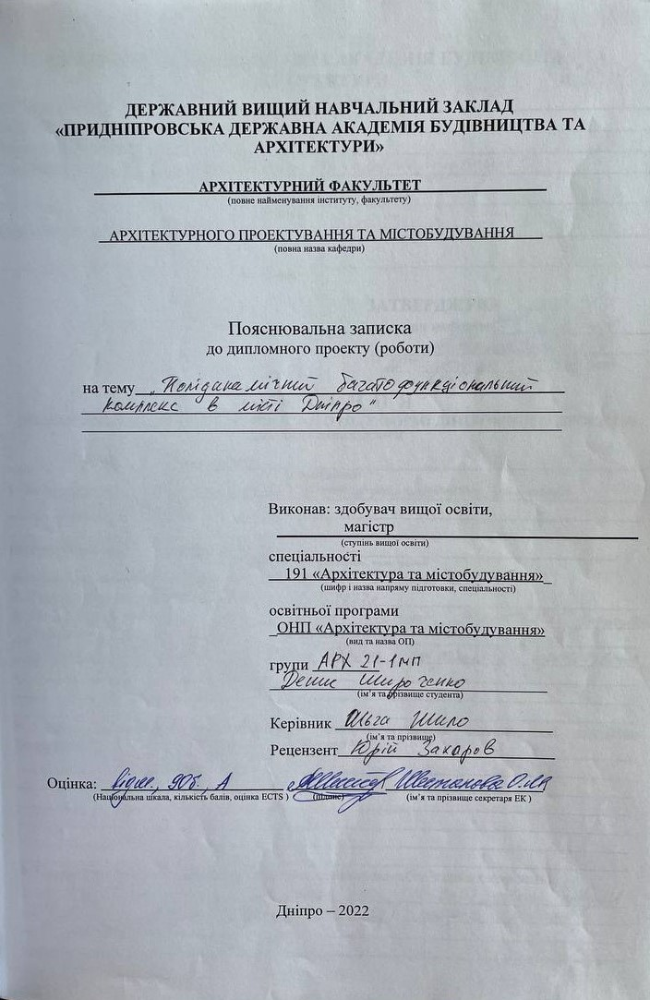 ДЕРЖАВНИЙ ВИЩИЙ НАВЧАЛЬНИЙ ЗАКЛАД
«ПРИДНІПРОВСЬКА ДЕРЖАВНА АКАДЕМІЯ БУДІВНИЦТВА ТА
АРХІТЕКТУРИ»
АРХІТЕКТУРНИЙ ФАКУЛЬТЕТ
(повне найменування інституту, факультету)
АРХІТЕКТУРНОГО ПРОЕКТУВАННЯ ТА МІСТОБУДУВАННЯ
(повна назва кафедри)
Пояснювальна записка
до дипломного проекту (роботи)
на тему „Полідинамічний багатофункціональний
комплекс в місті Дніпро"
Виконав: здобувач вищої освіти,
магістр
(ступінь вищої освіти)
спеціальності
191 «Архітектура та містобудування»
(шифр і назва напряму підготовки, спеціальності)
освітньої програми
ОНП «Архітектура та містобудування»
(вид та назва ОП)
групи АРХ 21-1мп
Денис Широченко
(ім’я та прізвище студента)
Керівник Ольга Шило
(ім’я та прізвище)
Рецензент Юрій Захаров
Оцінка: відм., 90б., А Шестакова О.
(Національна шкала, кількість балів, оцінка ECTS ) (підпис) (ім’я та прізвище секретаря ЕК )
Дніпро – 2022